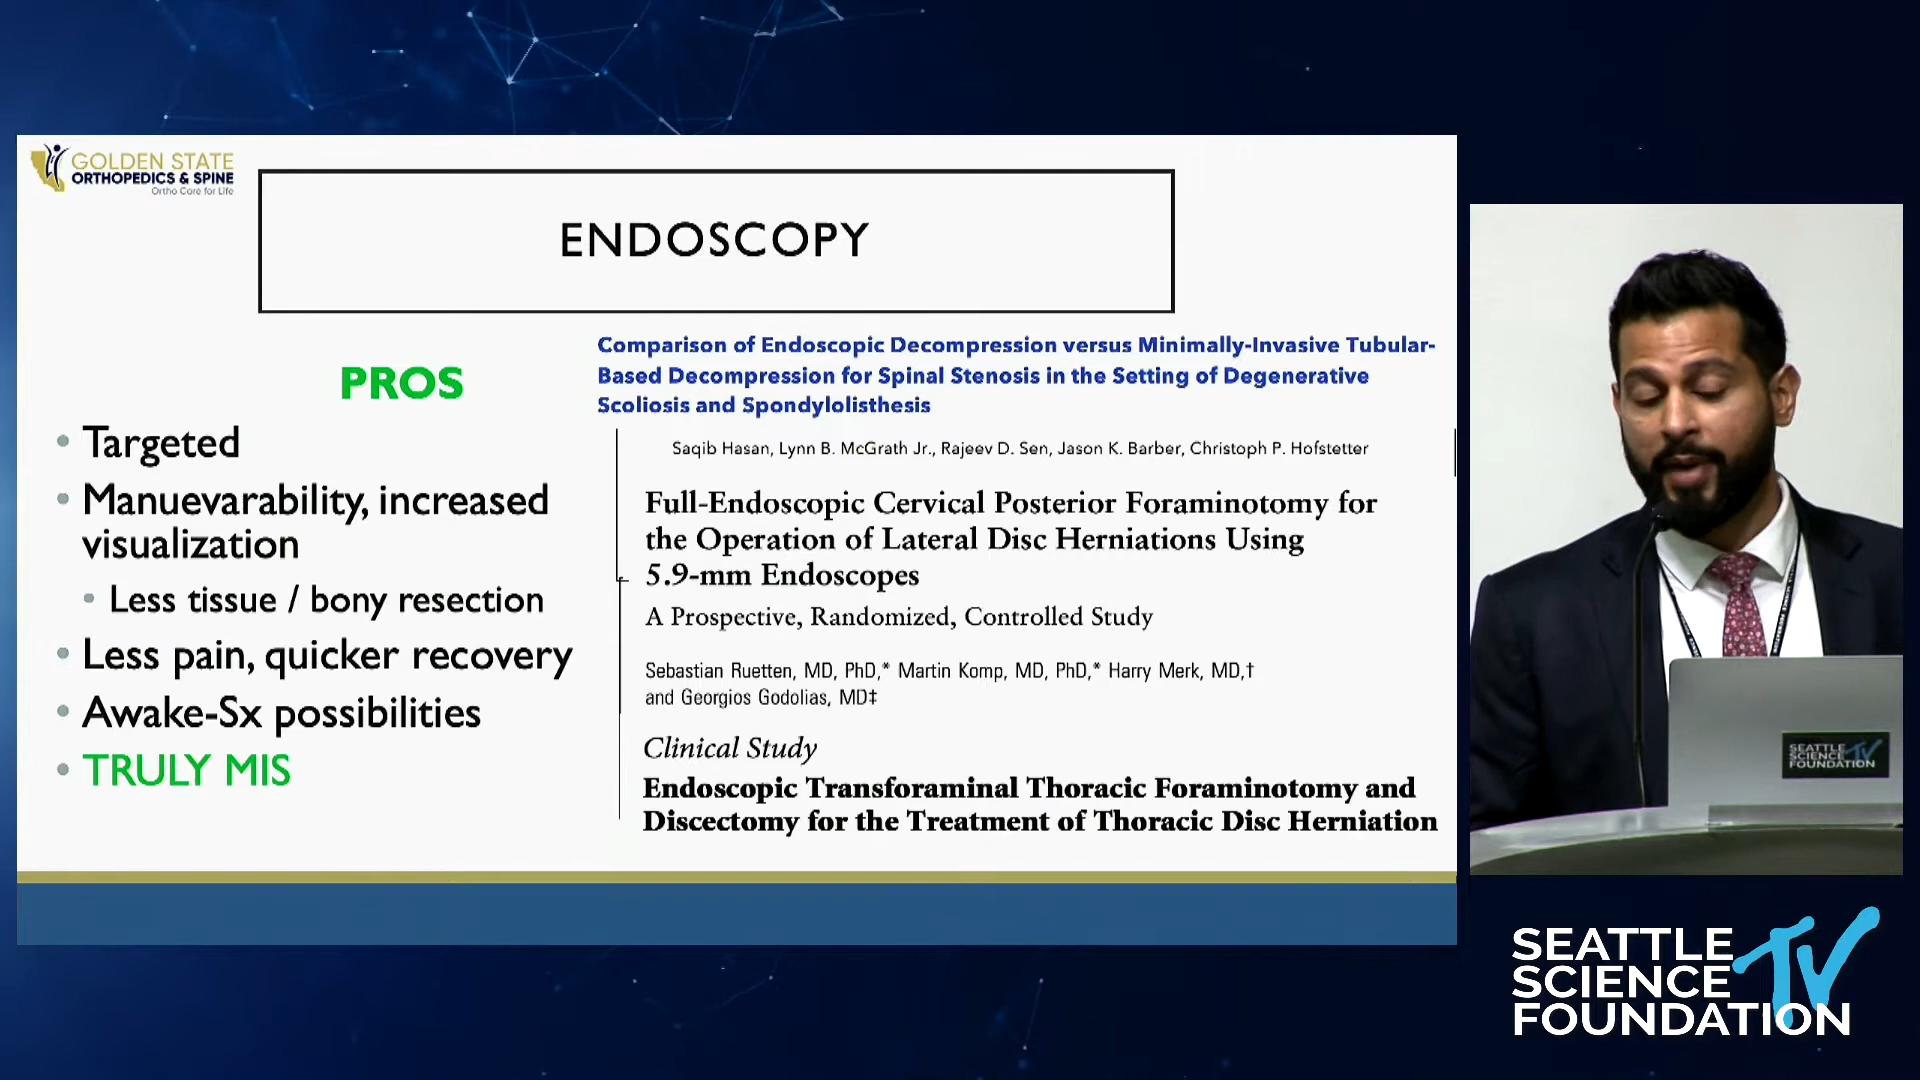 GOLDEN STATE
ORTHOPEDICS & SPINE
Ortho Care for Life
ENDOSCOPY
PROS
• Targeted
• Manuevarability, increased
visualization
• Less tissue / bony resection
• Less pain, quicker recovery
• Awake-Sx possibilities
• TRULY MIS
Comparison of Endoscopic Decompression versus Minimally-Invasive Tubular-
Based Decompression for Spinal Stenosis in the Setting of Degenerative
Scoliosis and Spondylolisthesis
Saqib Hasan, Lynn B. McGrath Jr., Rajeev D. Sen, Jason K. Barber, Christoph P. Hofstetter
Full-Endoscopic Cervical Posterior Foraminotomy for
the Operation of Lateral Disc Herniations Using
5.9-mm Endoscopes
A Prospective, Randomized, Controlled Study
Sebastian Ruetten, MD, PhD,* Martin Komp, MD, PhD,* Harry Merk, MD,†
and Georgios Godolias, MD‡
Clinical Study
Endoscopic Transforaminal Thoracic Foraminotomy and
Discectomy for the Treatment of Thoracic Disc Herniation
SEATTLE
SCIENCE TV
FOUNDATION
SEATTLE
SCIENCE TV
FOUNDATION